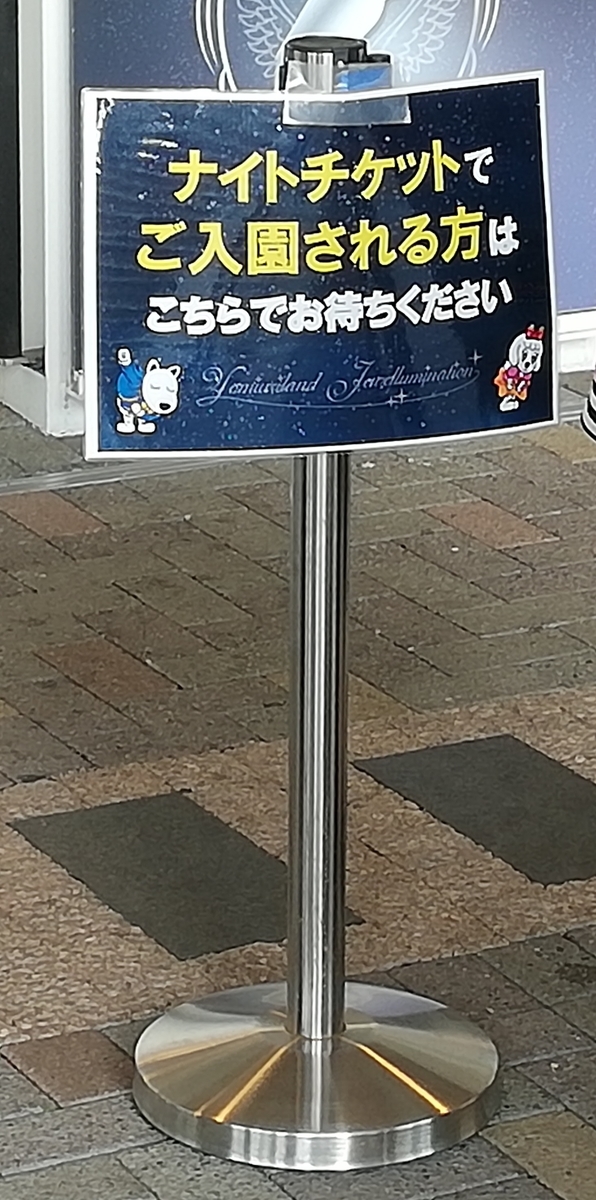 ナイトチケットで
ご入園される方は
こちらでお待ちください
Yomiuriland Jewellumination